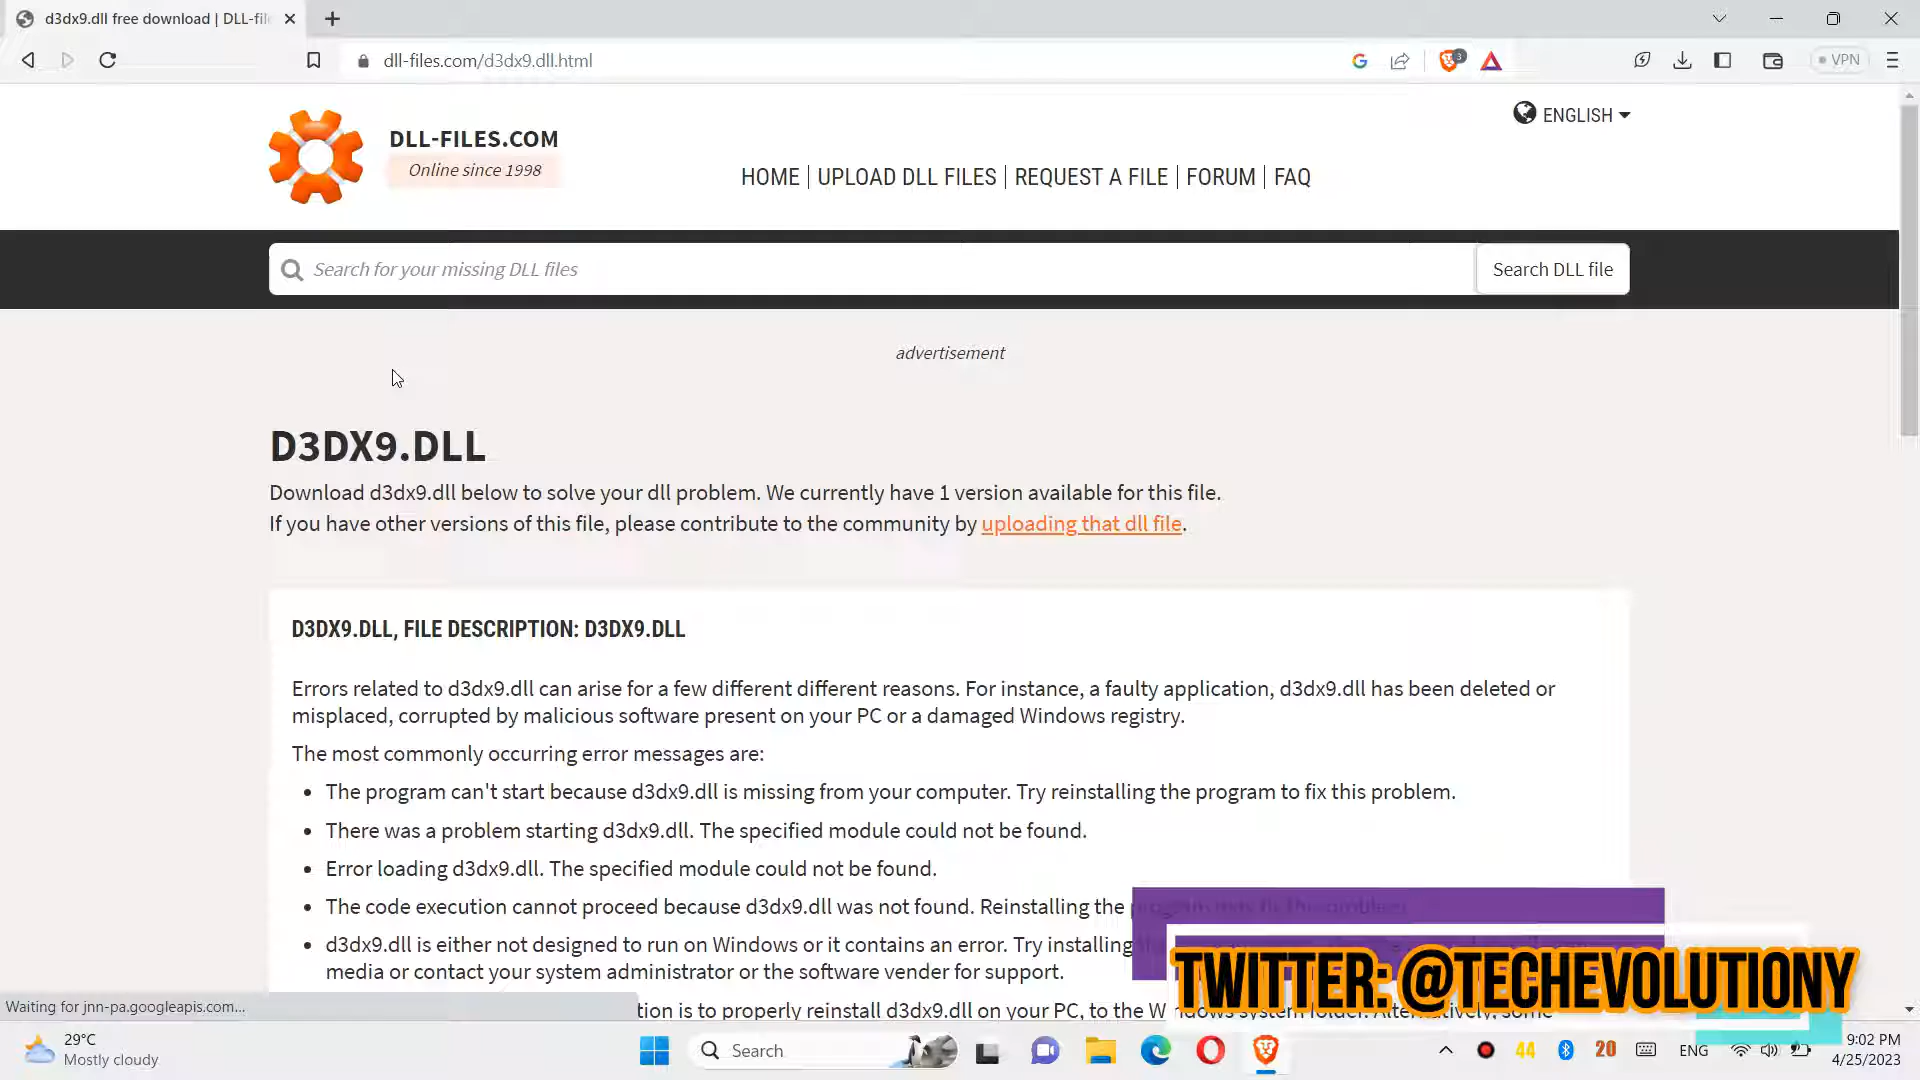 d3dx9.dll free download | DLL-file
dll-files.com/d3dx9.dll.html
3
VPN
DLL-FILES.COM
Online since 1998
ENGLISH
HOME | UPLOAD DLL FILES | REQUEST A FILE | FORUM | FAQ
Search for your missing DLL files
Search DLL file
advertisement
D3DX9.DLL
Download d3dx9.dll below to solve your dll problem. We currently have 1 version available for this file.
If you have other versions of this file, please contribute to the community by uploading that dll file.
D3DX9.DLL, FILE DESCRIPTION: D3DX9.DLL
Errors related to d3dx9.dll can arise for a few different different reasons. For instance, a faulty application, d3dx9.dll has been deleted or
misplaced, corrupted by malicious software present on your PC or a damaged Windows registry.
The most commonly occurring error messages are:
• The program can't start because d3dx9.dll is missing from your computer. Try reinstalling the program to fix this problem.
• There was a problem starting d3dx9.dll. The specified module could not be found.
• Error loading d3dx9.dll. The specified module could not be found.
• The code execution cannot proceed because d3dx9.dll was not found. Reinstalling the
• d3dx9.dll is either not designed to run on Windows or it contains an error. Try installing
media or contact your system administrator or the software vender for support.
tion is to properly reinstall d3dx9.dll on your PC, to the Windows system folder. Alternatively, some
TWITTER: @TECHEVOLUTIONY
Waiting for jnn-pa.googleapis.com...
29°C
Mostly cloudy
Search
44
20
ENG
9:02 PM
4/25/2023